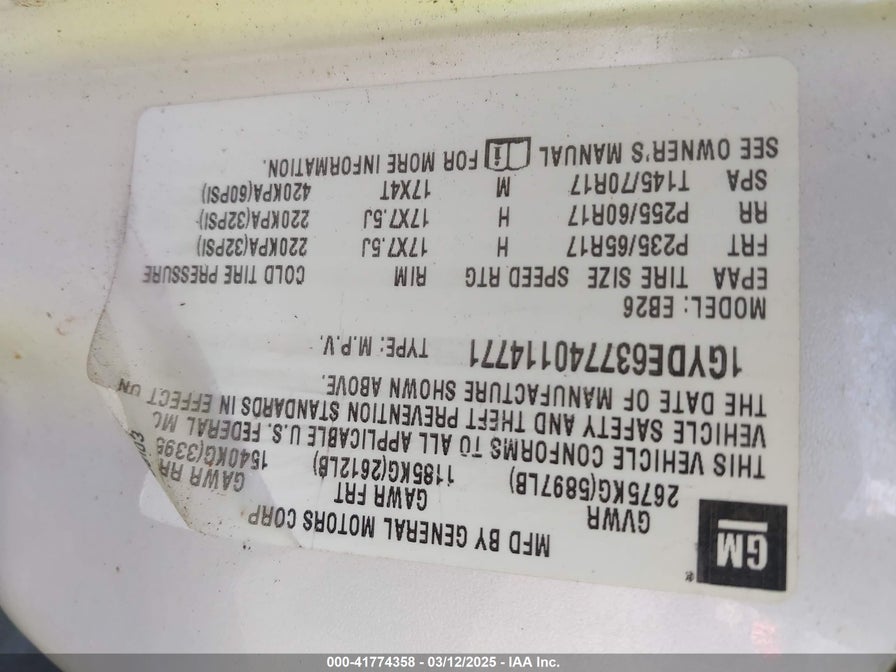 GM
®
MFD BY GENERAL MOTORS CORP
GVWR GAWR FRT GAWR RR
2675KG(5897LB) 1185KG(2612LB) 1540KG(3395
THIS VEHICLE CONFORMS TO ALL APPLICABLE U.S. FEDERAL MO
VEHICLE SAFETY AND THEFT PREVENTION STANDARDS IN EFFECT ON
THE DATE OF MANUFACTURE SHOWN ABOVE.
1GYDE637740114771 TYPE: M.P.V.
MODEL: EB26
EPAA TIRE SIZE SPEED RTG RIM COLD TIRE PRESSURE
FRT P235/65R17 H 17X7.5J 220KPA(32PSI)
RR P255/60R17 H 17X7.5J 220KPA(32PSI)
SPA T145/70R17 M 17X4T 420KPA(60PSI)
SEE OWNER'S MANUAL FOR MORE INFORMATION.
000-41774358 - 03/12/2025 - IAA Inc.